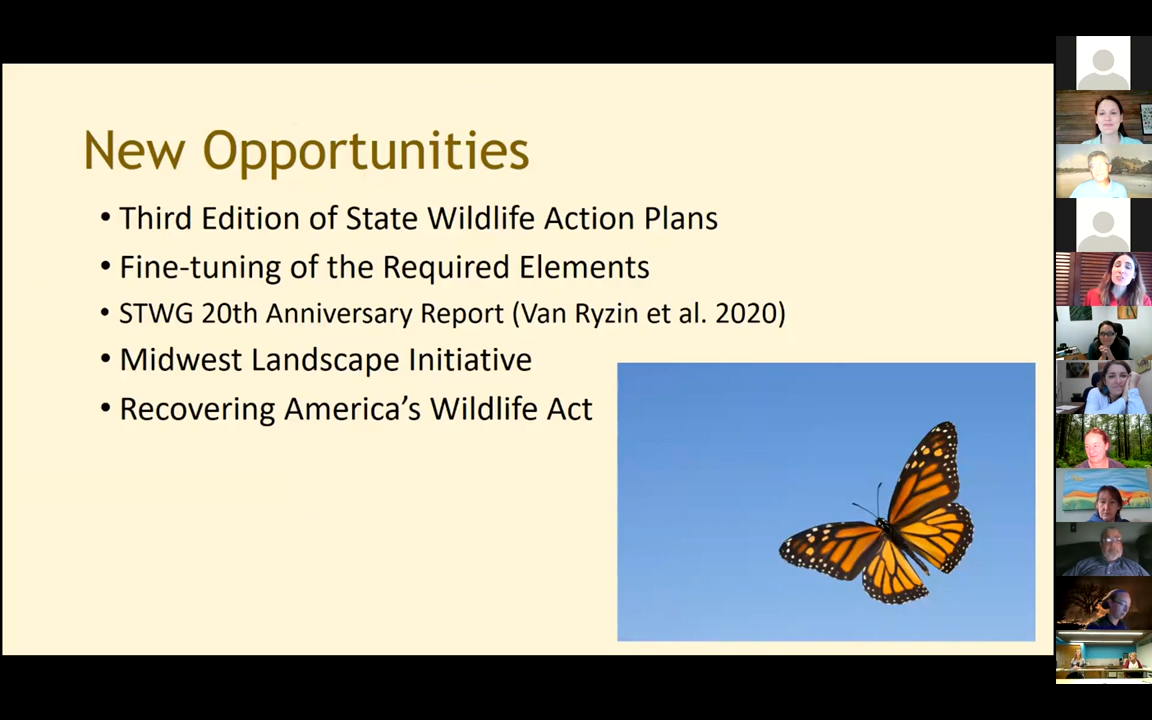 New Opportunities
• Third Edition of State Wildlife Action Plans
• Fine-tuning of the Required Elements
• STWG 20th Anniversary Report (Van Ryzin et al. 2020)
• Midwest Landscape Initiative
• Recovering America’s Wildlife Act